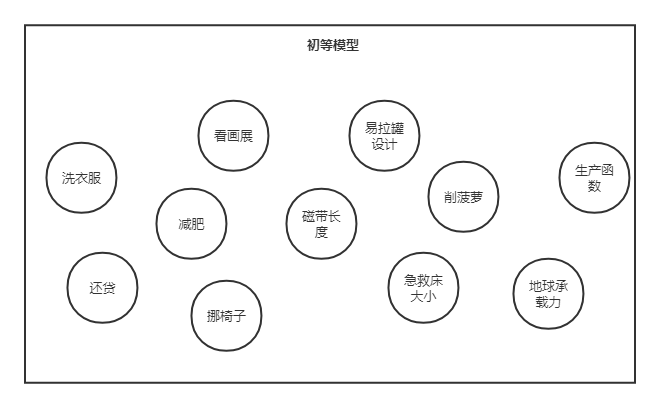 初等模型
看画展
易拉罐
设计
洗衣服
生产函
数
削菠萝
减肥
磁带长
度
还贷
急救床
大小
地球承
载力
挪椅子